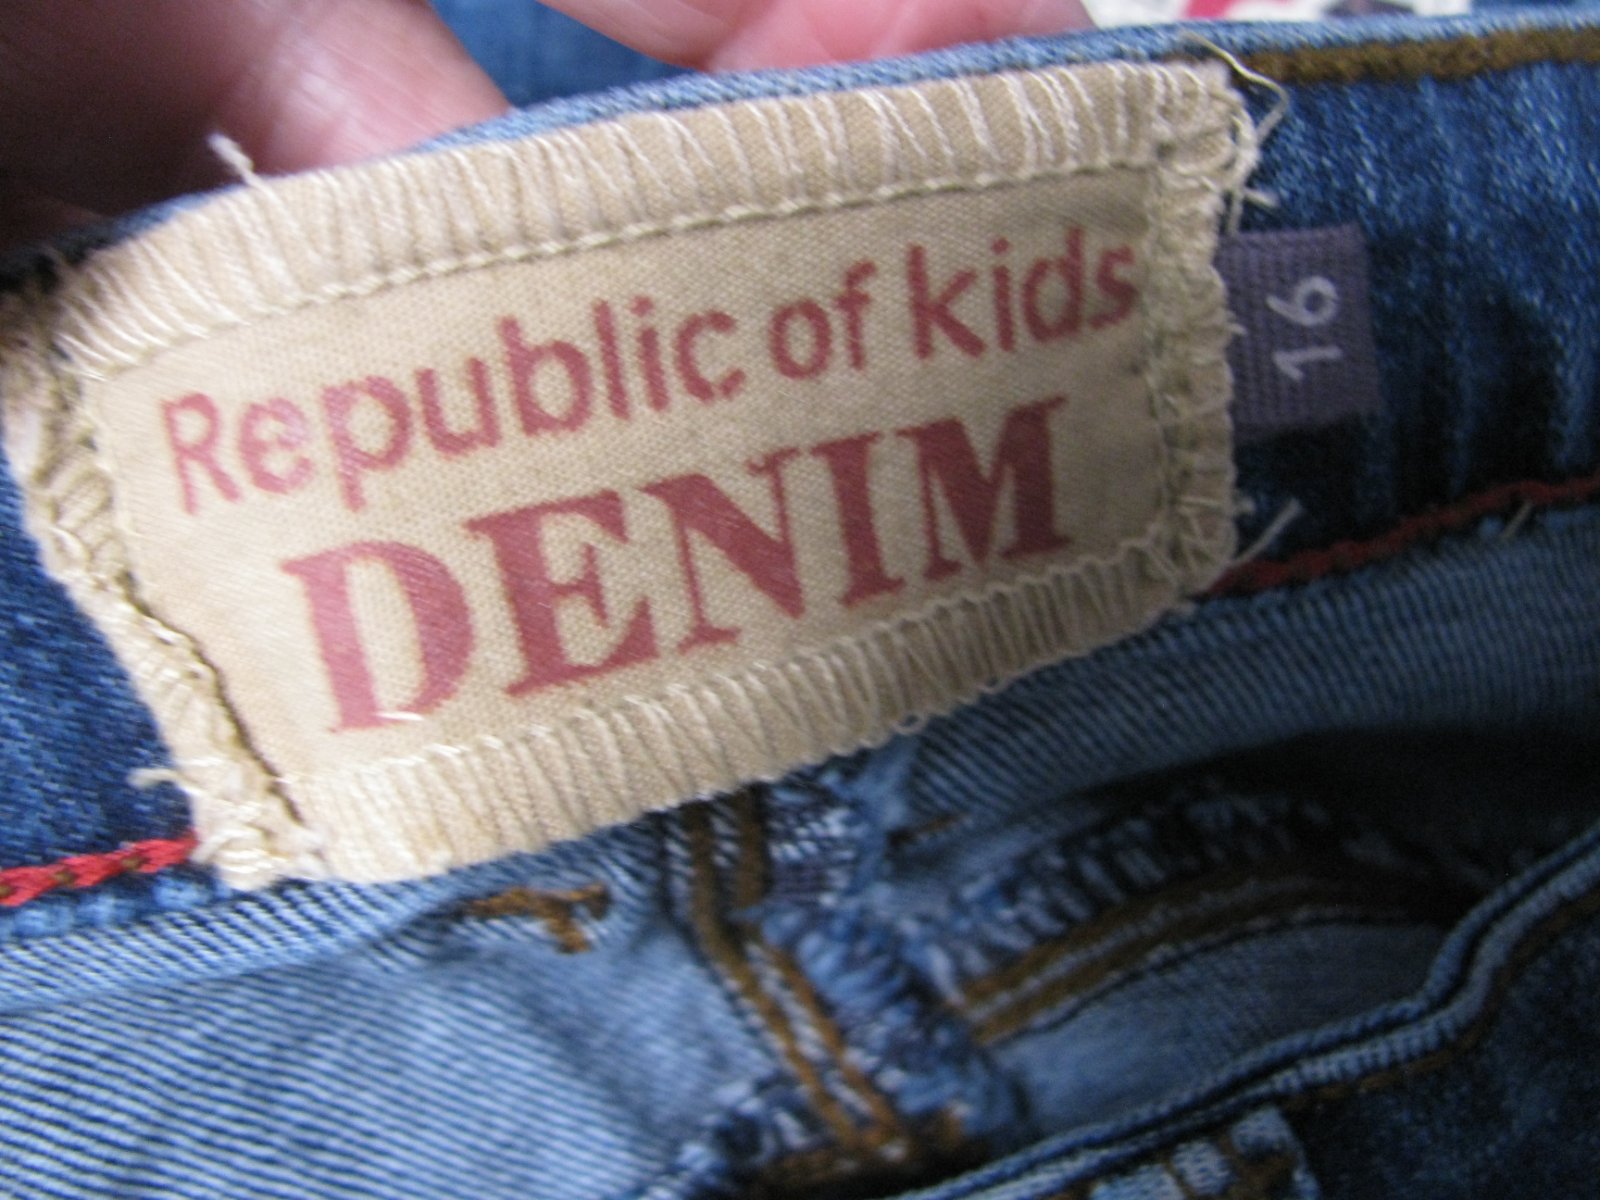 Republic of kids
DENIM
16